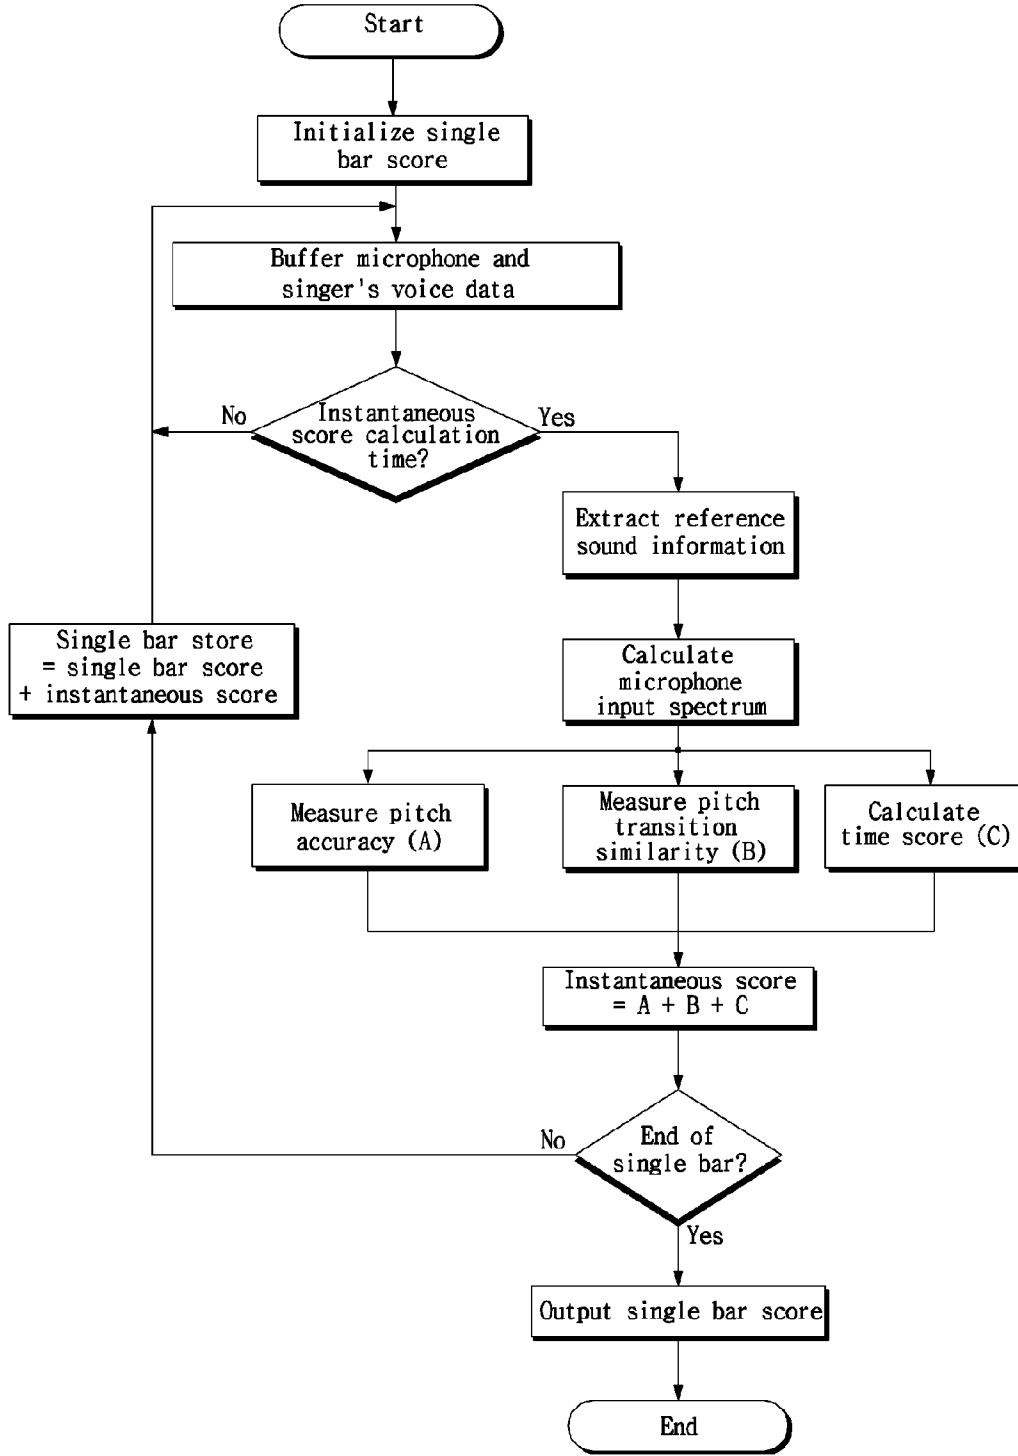 Start
Initialize single
bar score
Buffer microphone and
singer's voice data
No
Instantaneous
score calculation
time?
Yes
Extract reference
sound information
Single bar store
= single bar score
+ instantaneous score
Calculate
microphone
input spectrum
Measure pitch
accuracy (A)
Measure pitch
transition
similarity (B)
Calculate
time score (C)
Instantaneous score
= A + B + C
No
End of
single bar?
Yes
Output single bar score
End